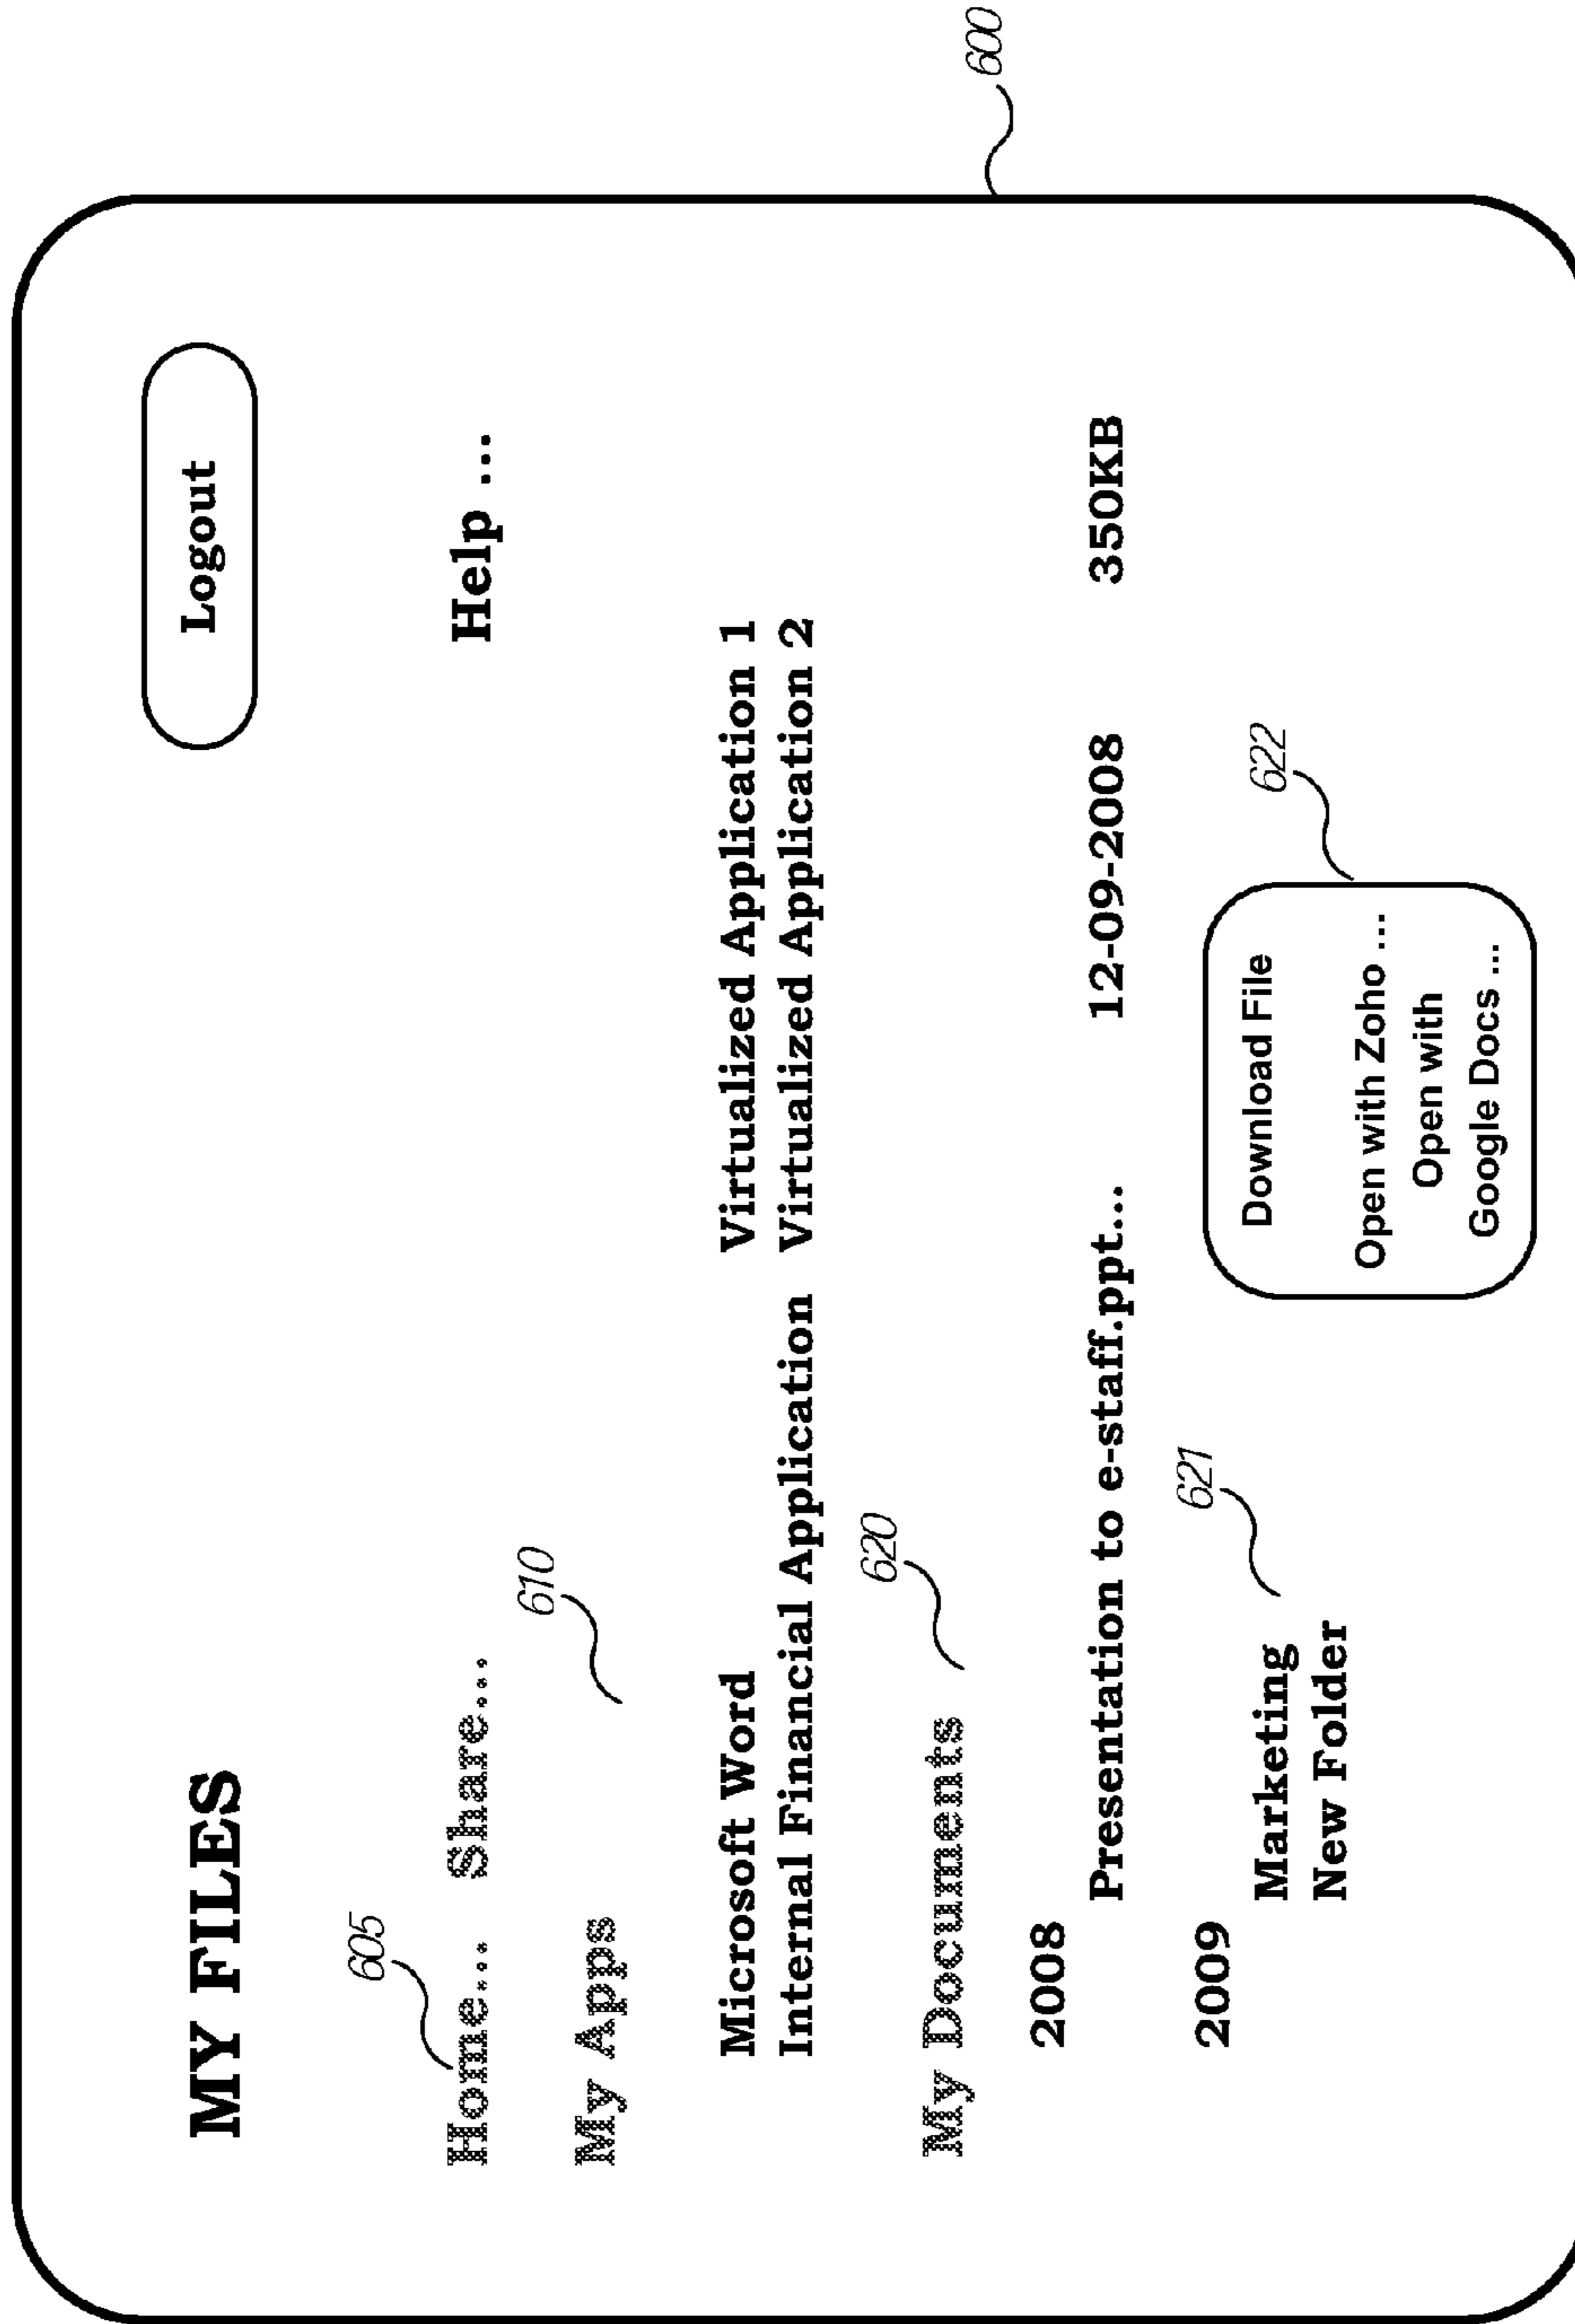 600
MY FILES
Logout
605
Home... Share...
Help ...
610
My Apps
Microsoft Word Virtualized Application 1
Internal Financial Application Virtualized Application 2
620
My Documents
2008
Presentation to e-staff.ppt... 12-09-2008 350KB
621
622
2009
Marketing
New Folder
Download File
Open with Zoho ...
Open with
Google Docs ...